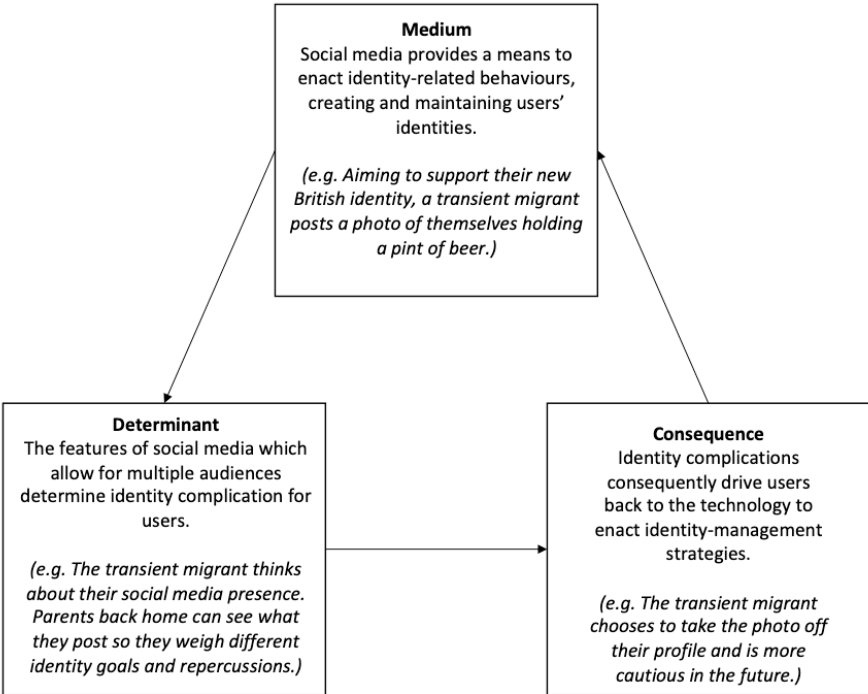 Medium
Social media provides a means to
enact identity-related behaviours,
creating and maintaining users’
identities.
(e.g. Aiming to support their new
British identity, a transient migrant
posts a photo of themselves holding
a pint of beer.)
Determinant
The features of social media which
allow for multiple audiences
determine identity complication for
users.
(e.g. The transient migrant thinks
about their social media presence.
Parents back home can see what
they post so they weigh different
identity goals and repercussions.)
Consequence
Identity complications
consequently drive users
back to the technology to
enact identity-management
strategies.
(e.g. The transient migrant
chooses to take the photo off
their profile and is more
cautious in the future.)